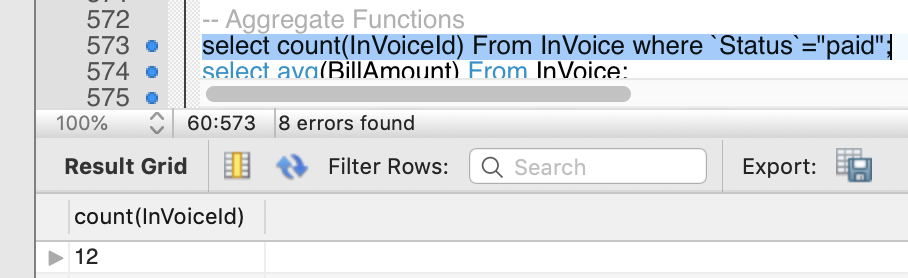 572 -- Aggregate Functions
573 select count(InVoiceId) From InVoice where `Status`="paid";
574 select avg(BillAmount) From InVoice;
575
100% 60:573 8 errors found
Result Grid Filter Rows: Search Export:
count(InVoiceId)
12